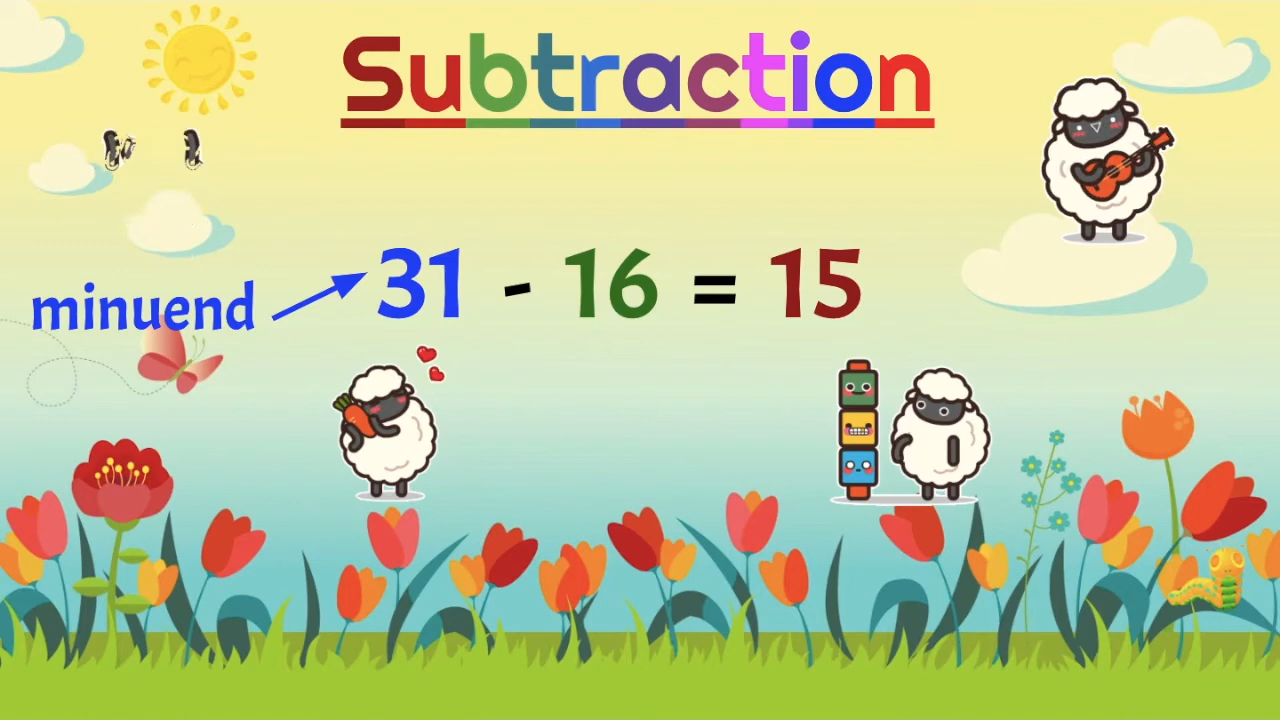 Subtraction
minuend 31 - 16 = 15